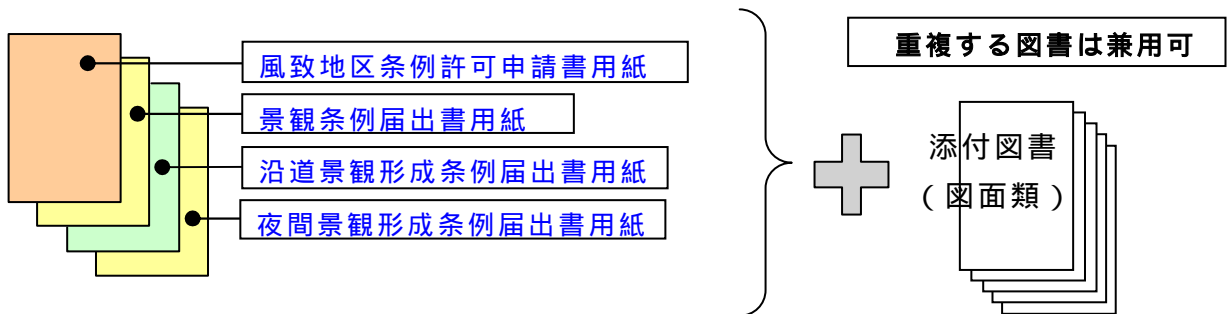 風致地区条例許可申請書用紙
景観条例届出書用紙
沿道景観形成条例届出書用紙
夜間景観形成条例届出書用紙
重複する図書は兼用可
添付図書
（図面類）